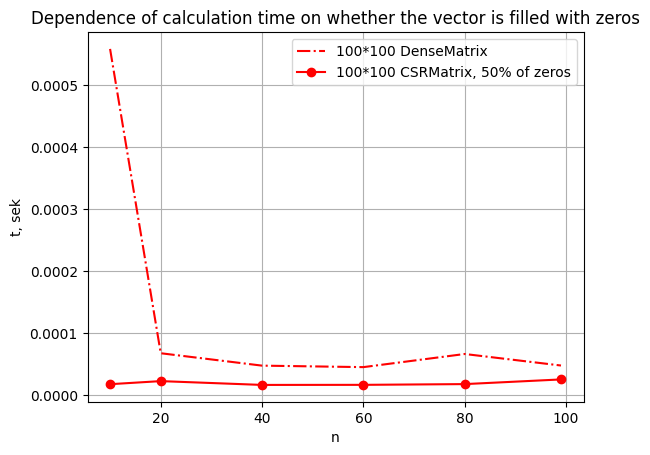 Dependence of calculation time on whether the vector is filled with zeros
100*100 DenseMatrix
100*100 CSRMatrix, 50% of zeros
0.0005
0.0004
0.0003
0.0002
0.0001
0.0000
t, sek
20 40 60 80 100
n